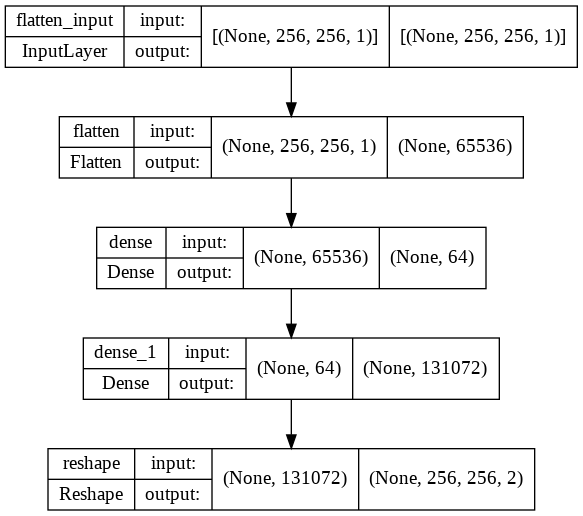 flatten_input input: [(None, 256, 256, 1)] [(None, 256, 256, 1)]
InputLayer output:
flatten input: (None, 256, 256, 1) (None, 65536)
Flatten output:
dense input: (None, 65536) (None, 64)
Dense output:
dense_1 input: (None, 64) (None, 131072)
Dense output:
reshape input: (None, 131072) (None, 256, 256, 2)
Reshape output: